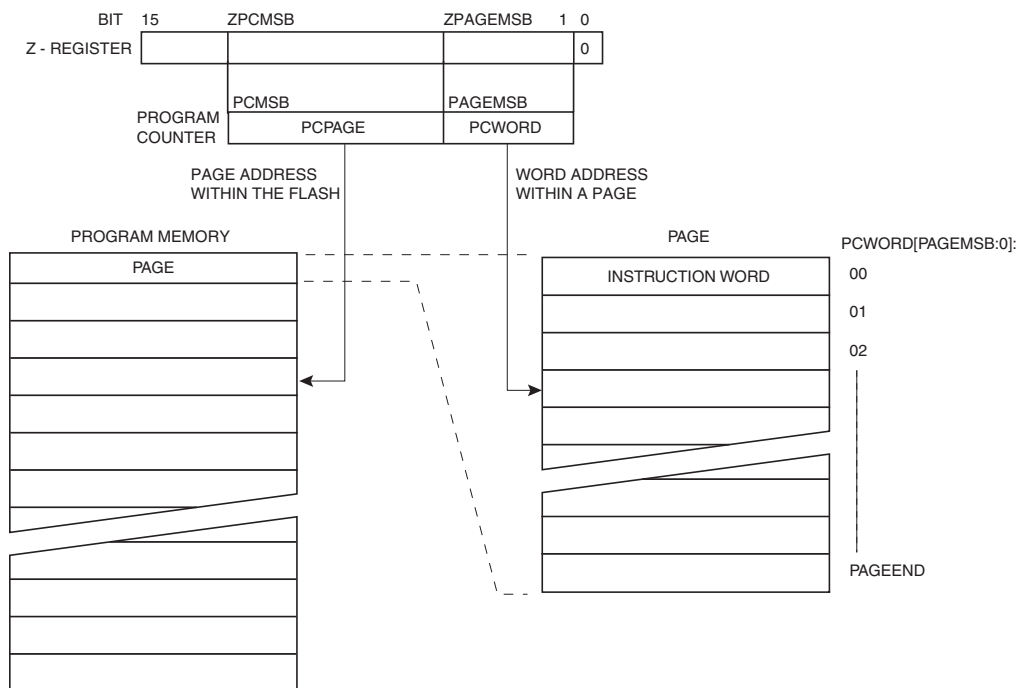 BIT 15 ZPCMSB ZPAGEMSB 1 0
Z - REGISTER 0
PCMSB PAGEMSB
PROGRAM
COUNTER
PCPAGE PCWORD
PAGE ADDRESS
WITHIN THE FLASH
WORD ADDRESS
WITHIN A PAGE
PROGRAM MEMORY
PAGE
PAGE
PCWORD[PAGEMSB:0]:
INSTRUCTION WORD 00
01
02
PAGEEND